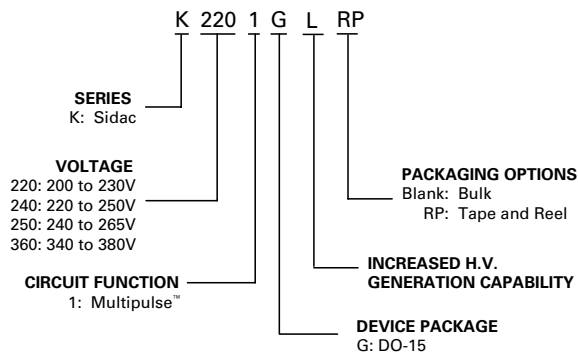 K 220 1 G L RP
SERIES
K: Sidac
VOLTAGE
220: 200 to 230V
240: 220 to 250V
250: 240 to 265V
360: 340 to 380V
CIRCUIT FUNCTION
1: Multipulse™
PACKAGING OPTIONS
Blank: Bulk
RP: Tape and Reel
INCREASED H.V.
GENERATION CAPABILITY
DEVICE PACKAGE
G: DO-15